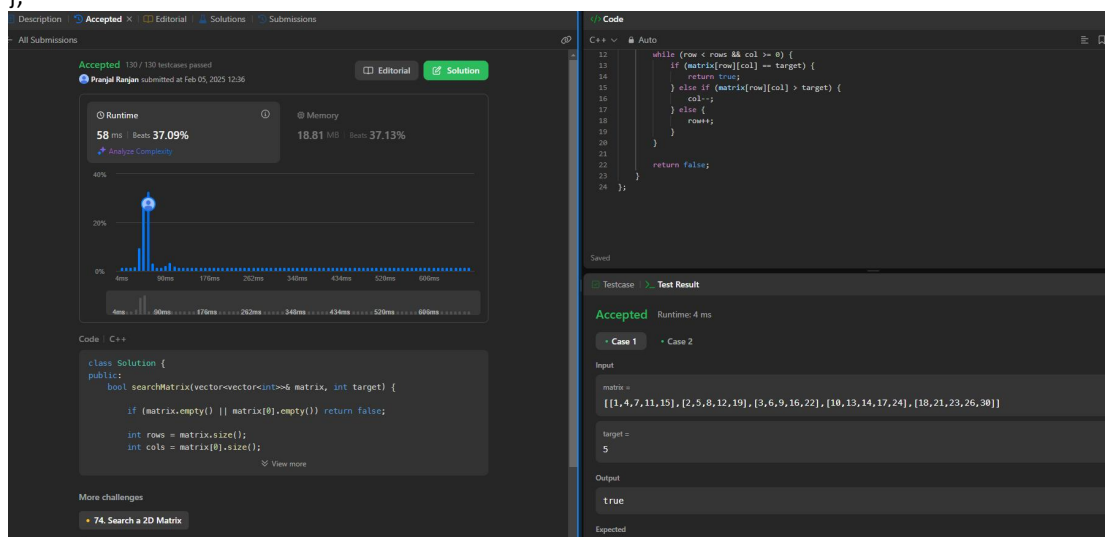 };
Description
Accepted
Editorial
Solutions
Submissions
All Submissions
Accepted 130 / 130 testcases passed
Pranjal Ranjan submitted at Feb 05, 2025 12:36
Editorial
Solution
Runtime
58 ms Beats 37.09%
Analyze Complexity
Memory
18.81 MB Beats 37.13%
40%
20%
0%
4ms 90ms 176ms 262ms 348ms 434ms 520ms 606ms
4ms 90ms 176ms 262ms 348ms 434ms 520ms 606ms
Code C++
class Solution {
public:
bool searchMatrix(vector<vector<int>>& matrix, int target) {
if (matrix.empty() || matrix[0].empty()) return false;
int rows = matrix.size();
int cols = matrix[0].size();
View more
More challenges
74. Search a 2D Matrix
</> Code
C++ Auto
12 while (row < rows && col >= 0) {
13 if (matrix[row][col] == target) {
14 return true;
15 } else if (matrix[row][col] > target) {
16 col--;
17 } else {
18 row++;
19 }
20 }
21
22 return false;
23 }
24 };
Saved
Testcase >_ Test Result
Accepted Runtime: 4 ms
• Case 1 • Case 2
Input
matrix =
[[1,4,7,11,15],[2,5,8,12,19],[3,6,9,16,22],[10,13,14,17,24],[18,21,23,26,30]]
target =
5
Output
true
Expected